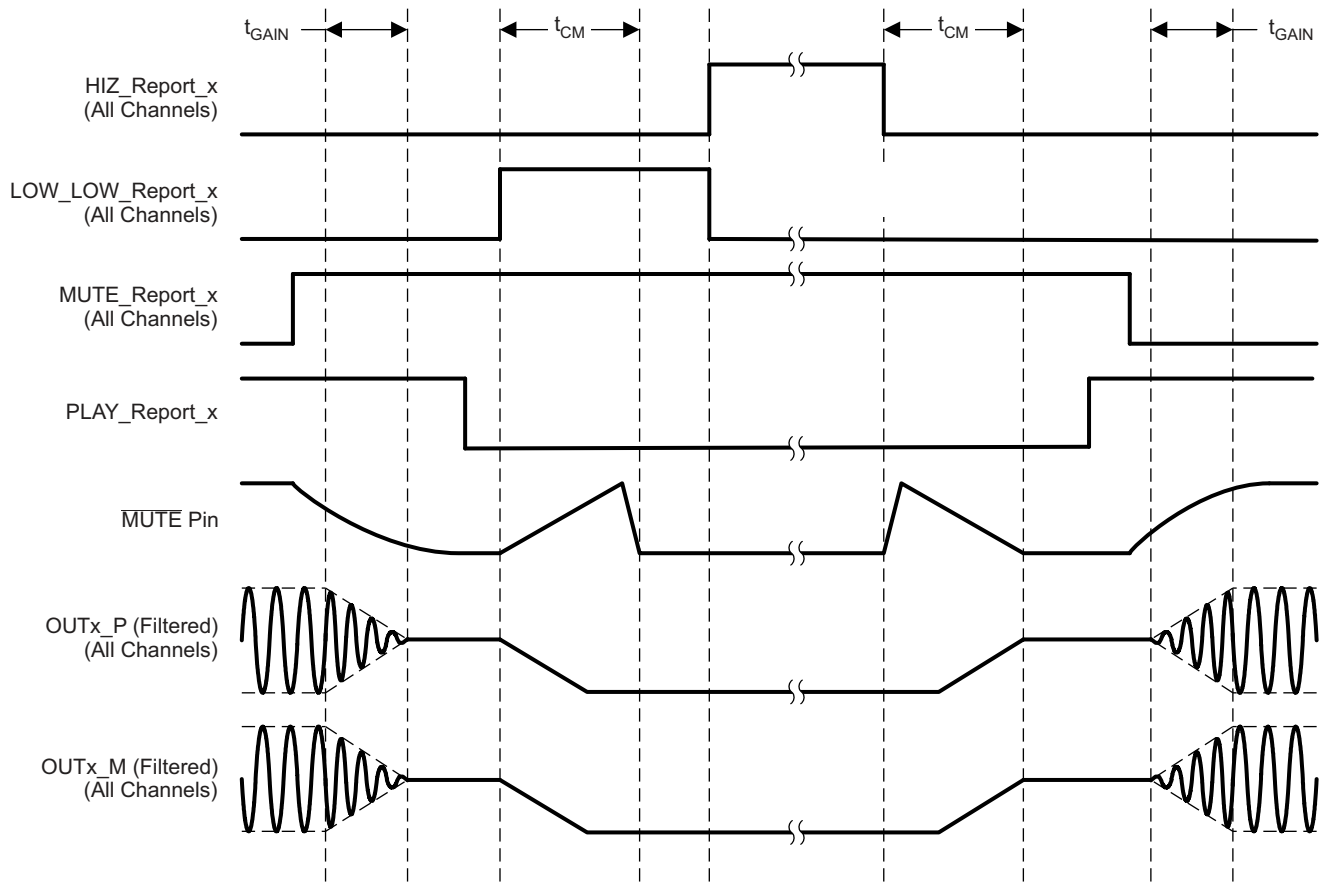 tGAIN
tCM
tCM
tGAIN
HIZ_Report_x
(All Channels)
LOW_LOW_Report_x
(All Channels)
MUTE_Report_x
(All Channels)
PLAY_Report_x
MUTE Pin
OUTx_P (Filtered)
(All Channels)
OUTx_M (Filtered)
(All Channels)